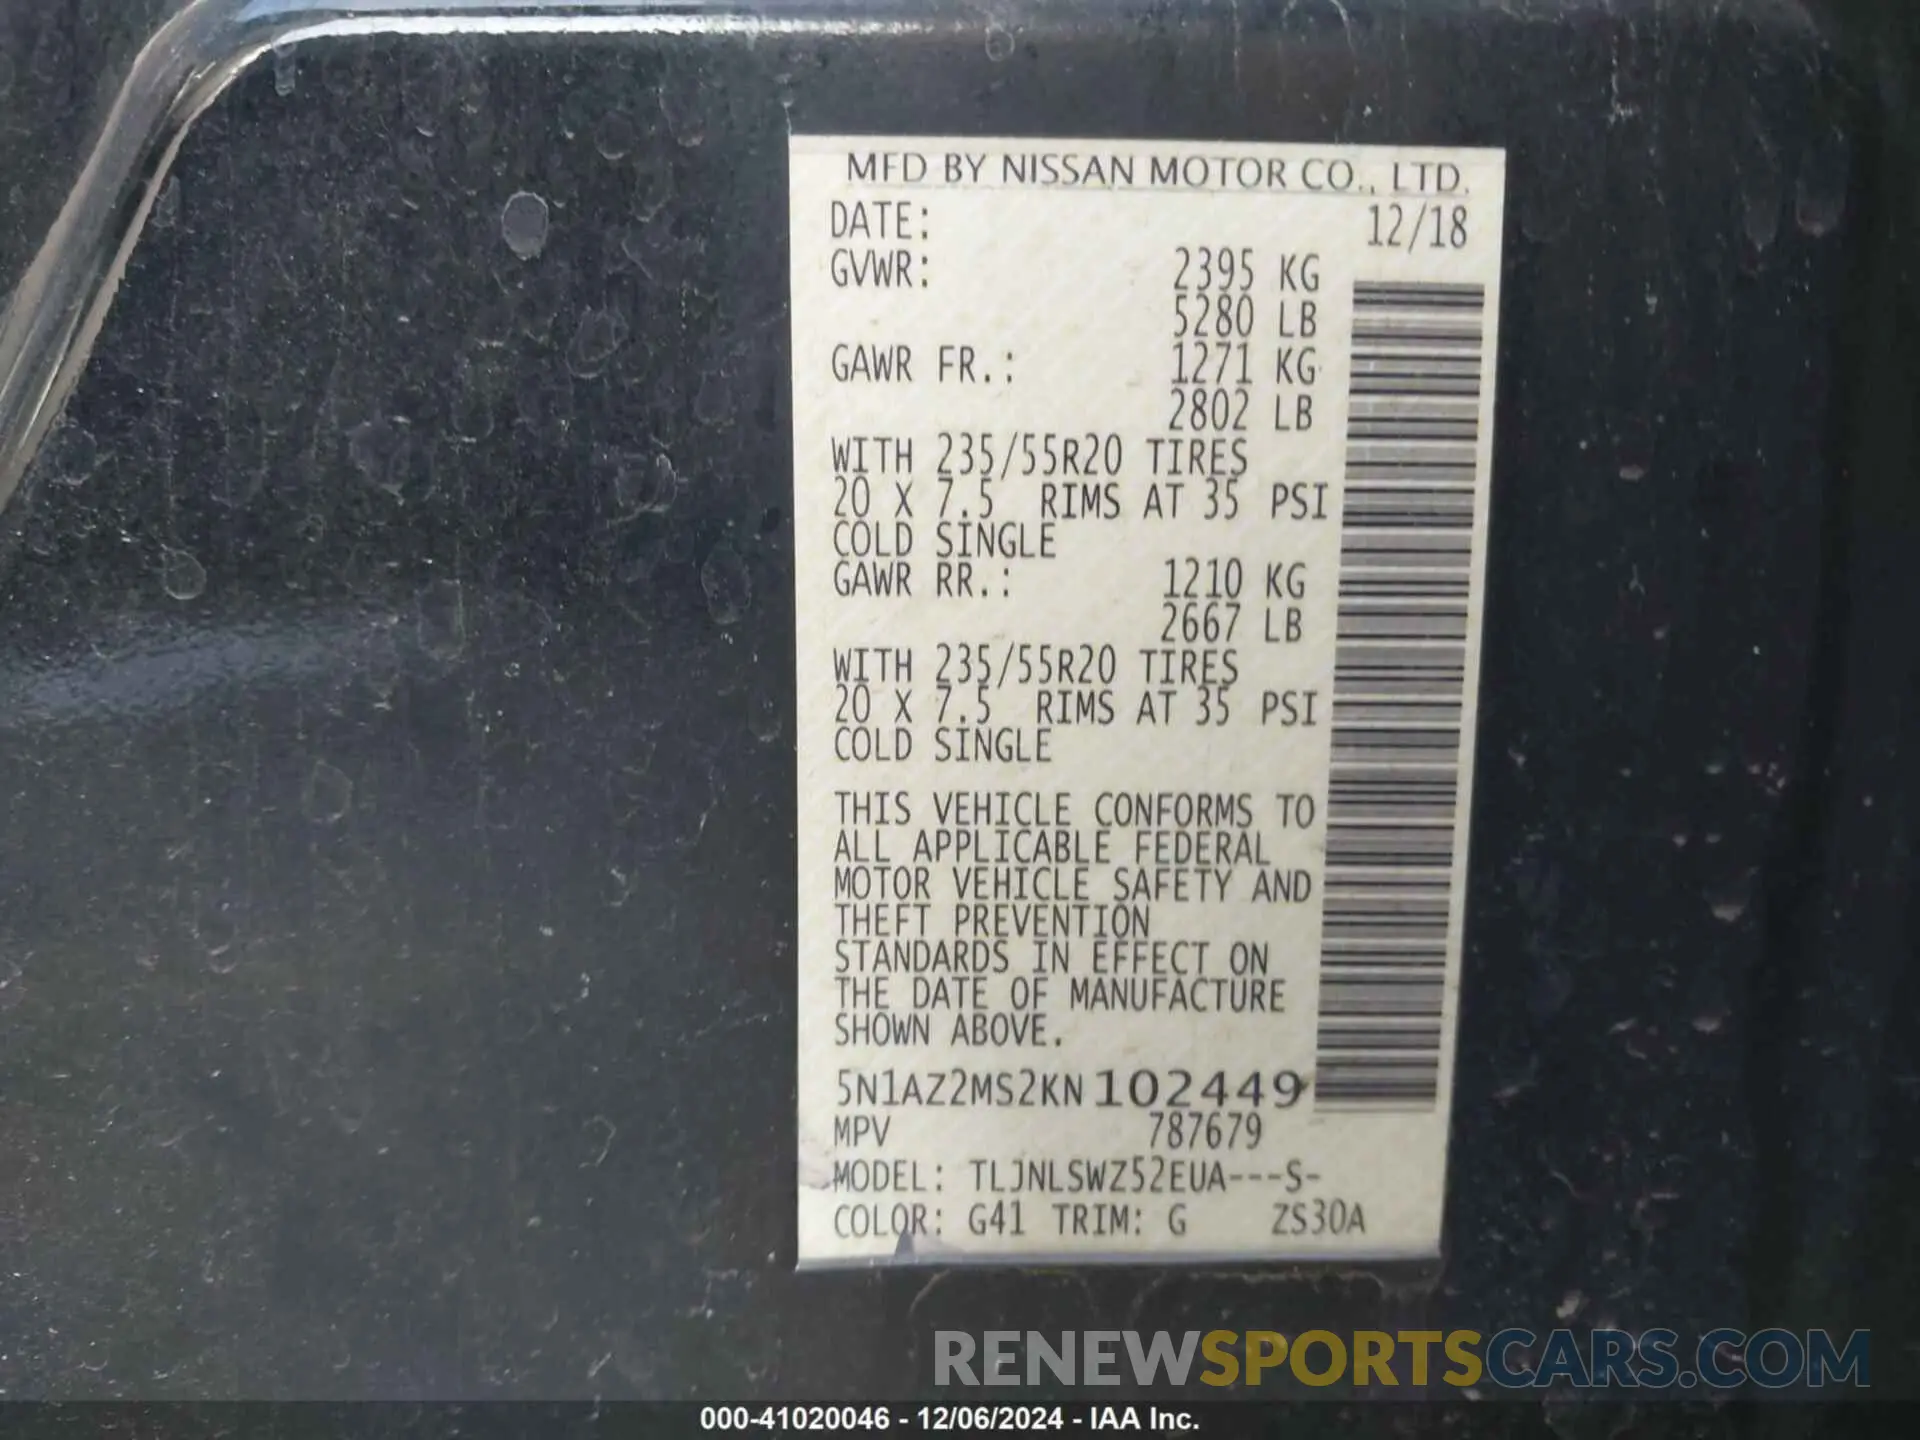 MFD BY NISSAN MOTOR CO., LTD.
DATE: 12/18
GVWR: 2395 KG
5280 LB
GAWR FR.: 1271 KG
2802 LB
WITH 235/55R20 TIRES
20 X 7.5 RIMS AT 35 PSI
COLD SINGLE
GAWR RR.: 1210 KG
2667 LB
WITH 235/55R20 TIRES
20 X 7.5 RIMS AT 35 PSI
COLD SINGLE
THIS VEHICLE CONFORMS TO
ALL APPLICABLE FEDERAL
MOTOR VEHICLE SAFETY AND
THEFT PREVENTION
STANDARDS IN EFFECT ON
THE DATE OF MANUFACTURE
SHOWN ABOVE.
5N1AZ2MS2KN102449
MPV 787679
MODEL: TLJNLSWZ52EUA---S-
COLOR: G41 TRIM: G ZS30A
RENEWSPORTSCARS.COM
000-41020046 - 12/06/2024 - IAA Inc.